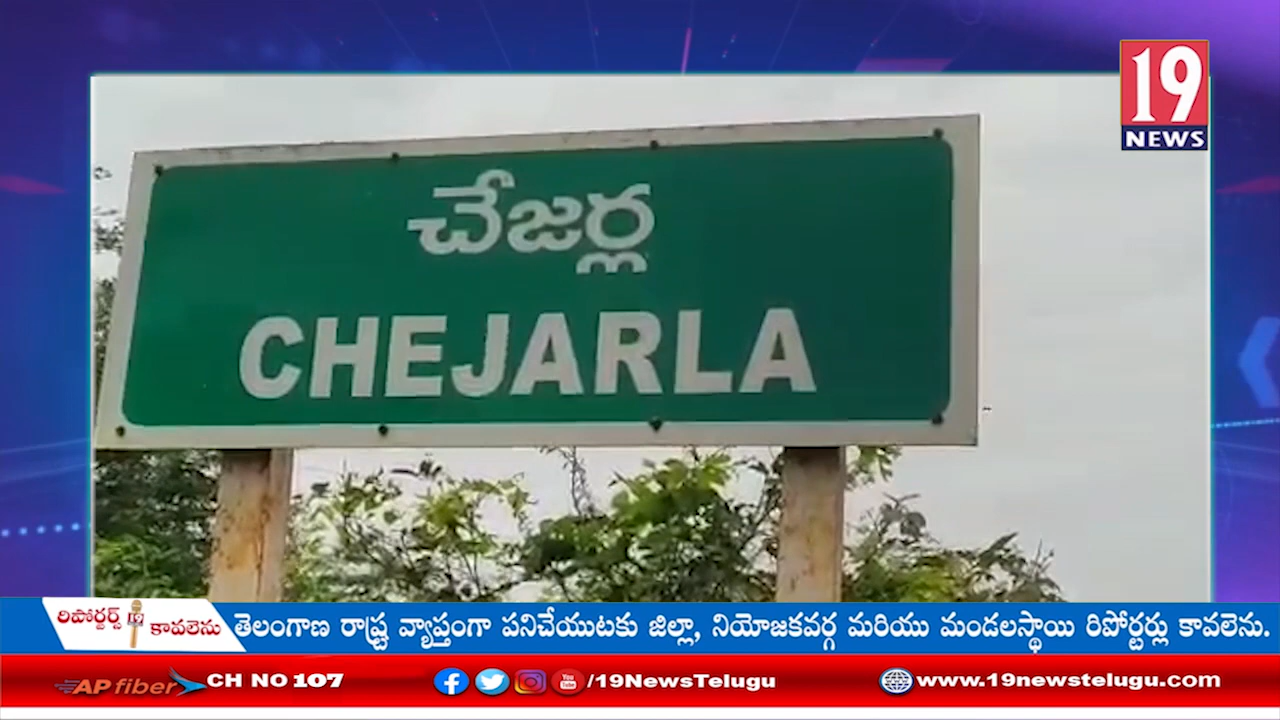 19
NEWS
చేజర్ల
CHEJARLA
రిపోర్టర్స్ కావలెను
తెలంగాణ రాష్ట్ర వ్యాప్తంగా పనిచేయుటకు జిల్లా, నియోజకవర్గ మరియు మండలస్థాయి రిపోర్టర్లు కావలెను.
AP fiber CH NO 107 /19NewsTelugu www.19newstelugu.com